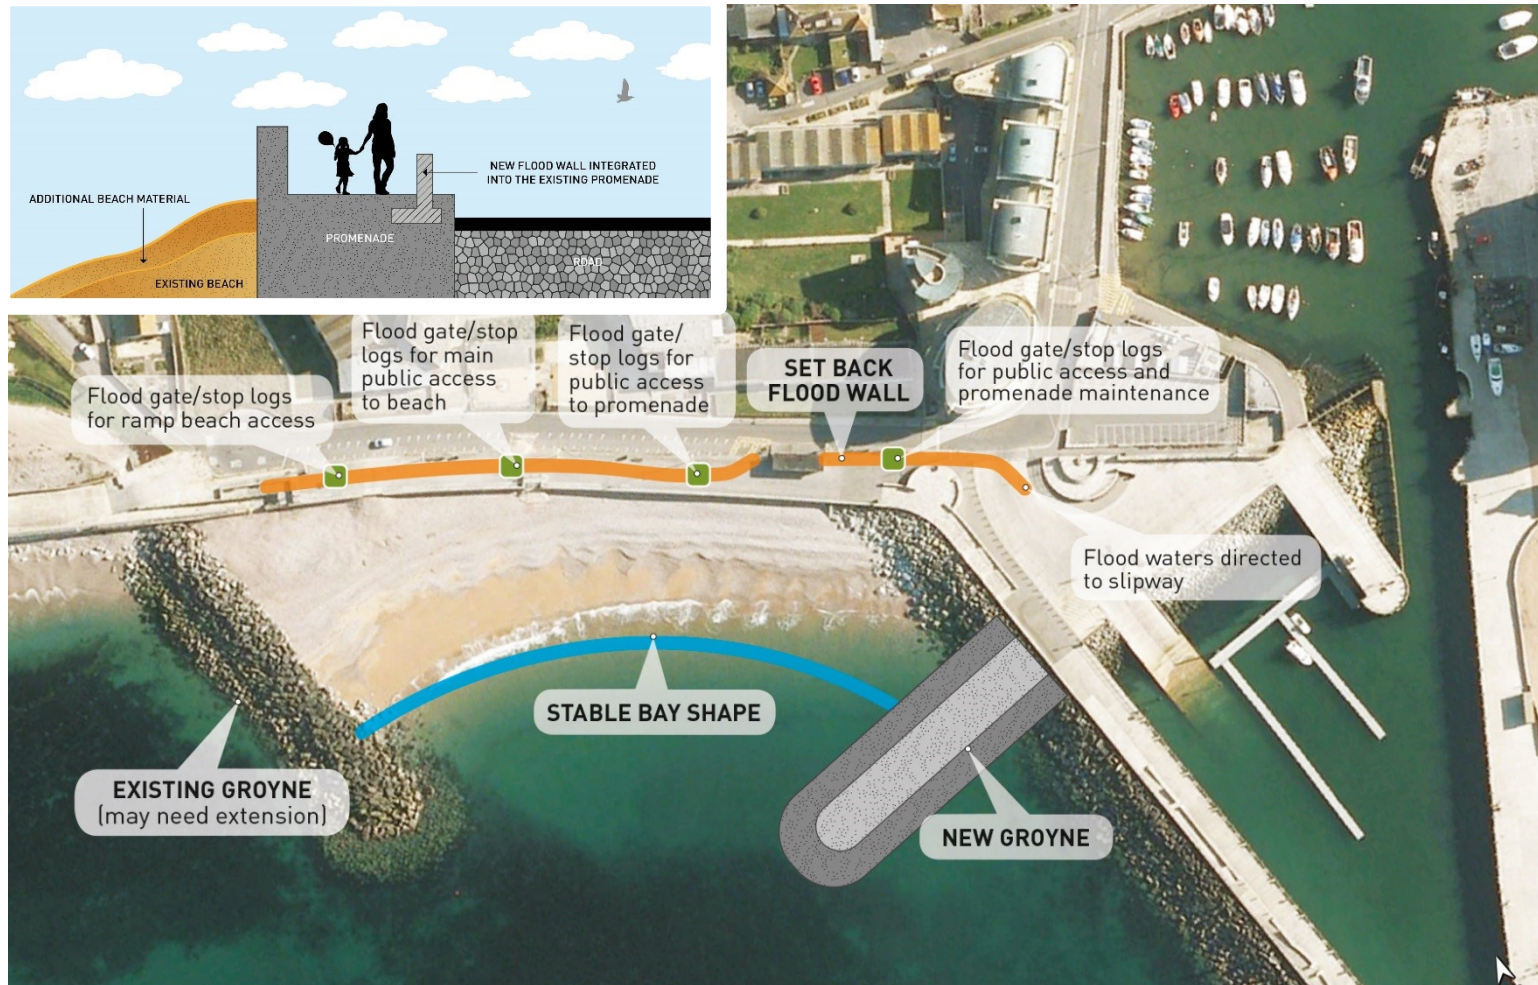 ADDITIONAL BEACH MATERIAL
EXISTING BEACH
PROMENADE
NEW FLOOD WALL INTEGRATED
INTO THE EXISTING PROMENADE
ROAD
Flood gate/stop logs
for ramp beach access
Flood gate/stop
logs for main
public access
to beach
Flood gate/
stop logs for
public access
to promenade
SET BACK
FLOOD WALL
Flood gate/stop logs
for public access and
promenade maintenance
Flood waters directed
to slipway
STABLE BAY SHAPE
EXISTING GROYNE
(may need extension)
NEW GROYNE